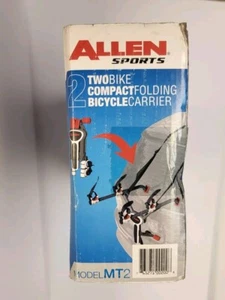 ALLEN
SPORTS
2
TWOBIKE
COMPACTFOLDING
BICYCLECARRIER
MODEL MT2